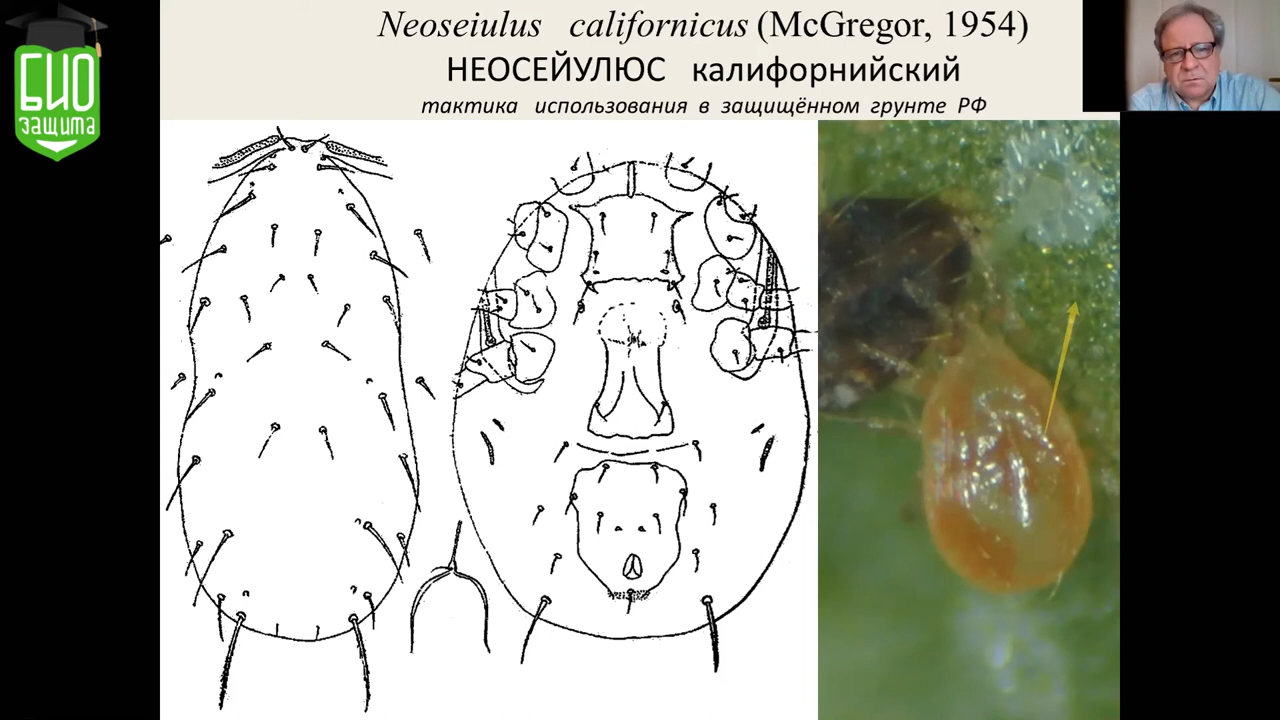 Neoseiulus californicus (McGregor, 1954)
НЕОСЕЙУЛЮС калифорнийский
тактика использования в защищённом грунте РФ
БИО
защита